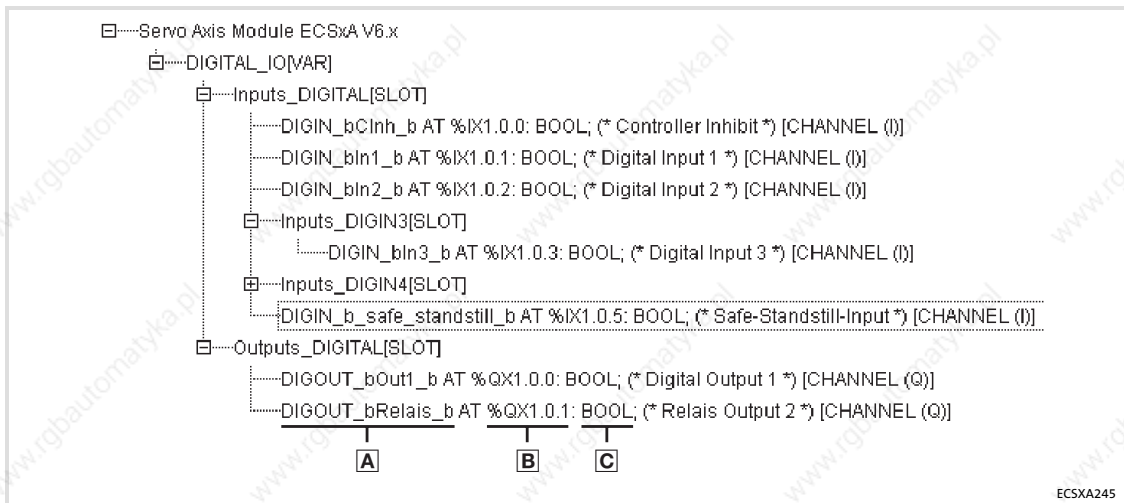 Servo Axis Module ECSxA V6.x
DIGITAL_IO[VAR]
Inputs_DIGITAL[SLOT]
DIGIN_bCInh_b AT %IX1.0.0: BOOL; (* Controller Inhibit *) [CHANNEL (I)]
DIGIN_bIn1_b AT %IX1.0.1: BOOL; (* Digital Input 1 *) [CHANNEL (I)]
DIGIN_bIn2_b AT %IX1.0.2: BOOL; (* Digital Input 2 *) [CHANNEL (I)]
Inputs_DIGIN3[SLOT]
DIGIN_bIn3_b AT %IX1.0.3: BOOL; (* Digital Input 3 *) [CHANNEL (I)]
Inputs_DIGIN4[SLOT]
DIGIN_b_safe_standstill_b AT %IX1.0.5: BOOL; (* Safe-Standstill-Input *) [CHANNEL (I)]
Outputs_DIGITAL[SLOT]
DIGOUT_bOut1_b AT %QX1.0.0: BOOL; (* Digital Output 1 *) [CHANNEL (Q)]
DIGOUT_bRelais_b AT %QX1.0.1: BOOL; (* Relais Output 2 *) [CHANNEL (Q)]
A B C
ECSXA245
www.rgbautomatyka.pl